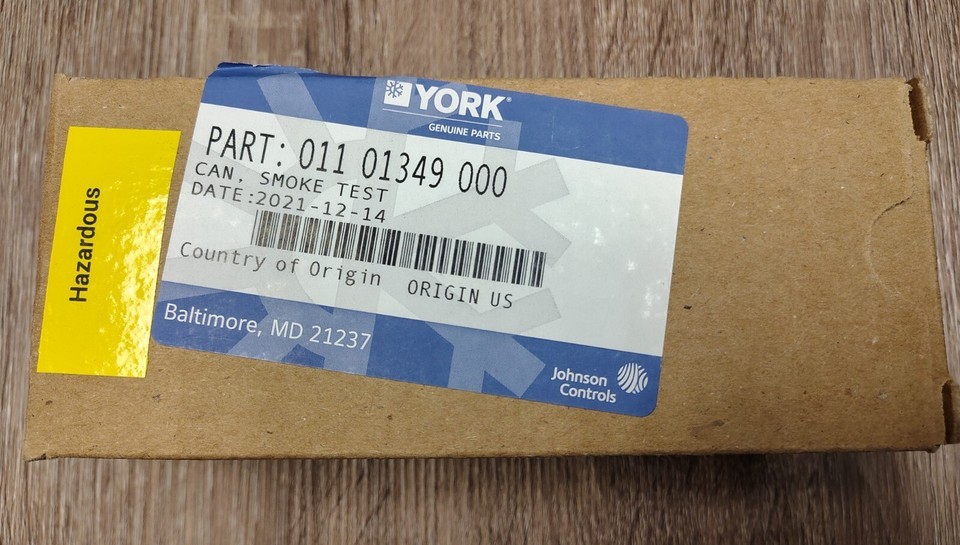 Hazardous
YORK®
GENUINE PARTS
PART: 011 01349 000
CAN, SMOKE TEST
DATE:2021-12-14
Country of Origin ORIGIN US
Baltimore, MD 21237
Johnson
Controls